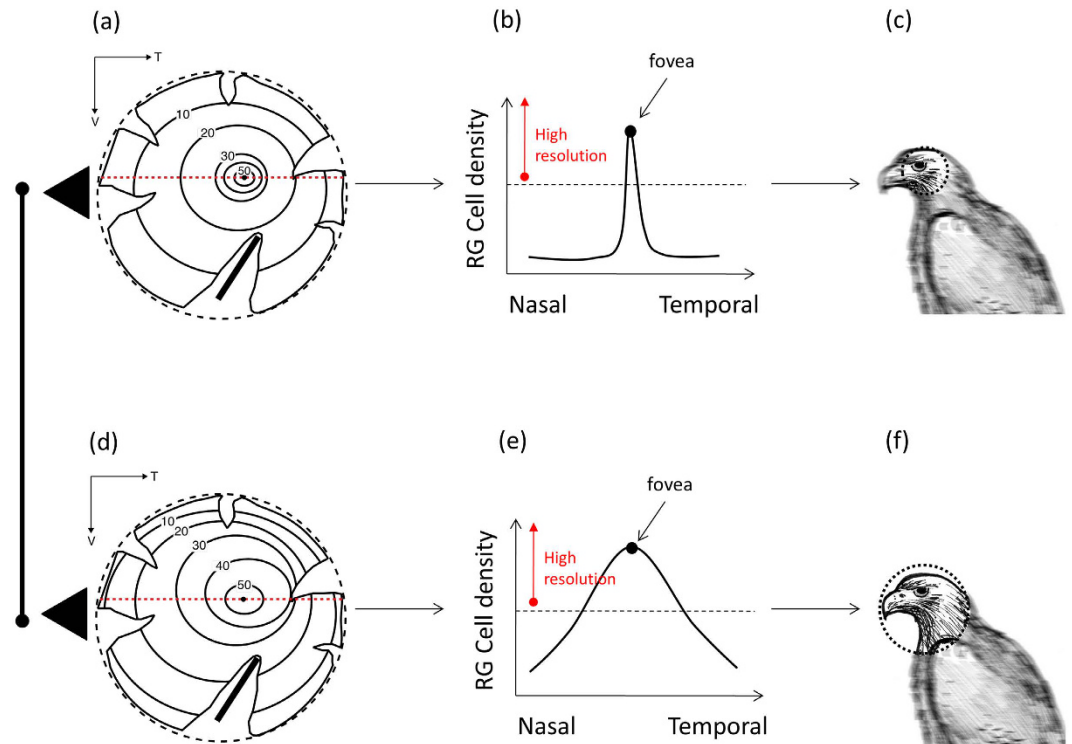 (a)
(b)
(c)
T
V
10
20
30
50
fovea
High
resolution
RG Cell density
Nasal
Temporal
(d)
(e)
(f)
T
V
10
20
30
40
50
fovea
High
resolution
RG Cell density
Nasal
Temporal